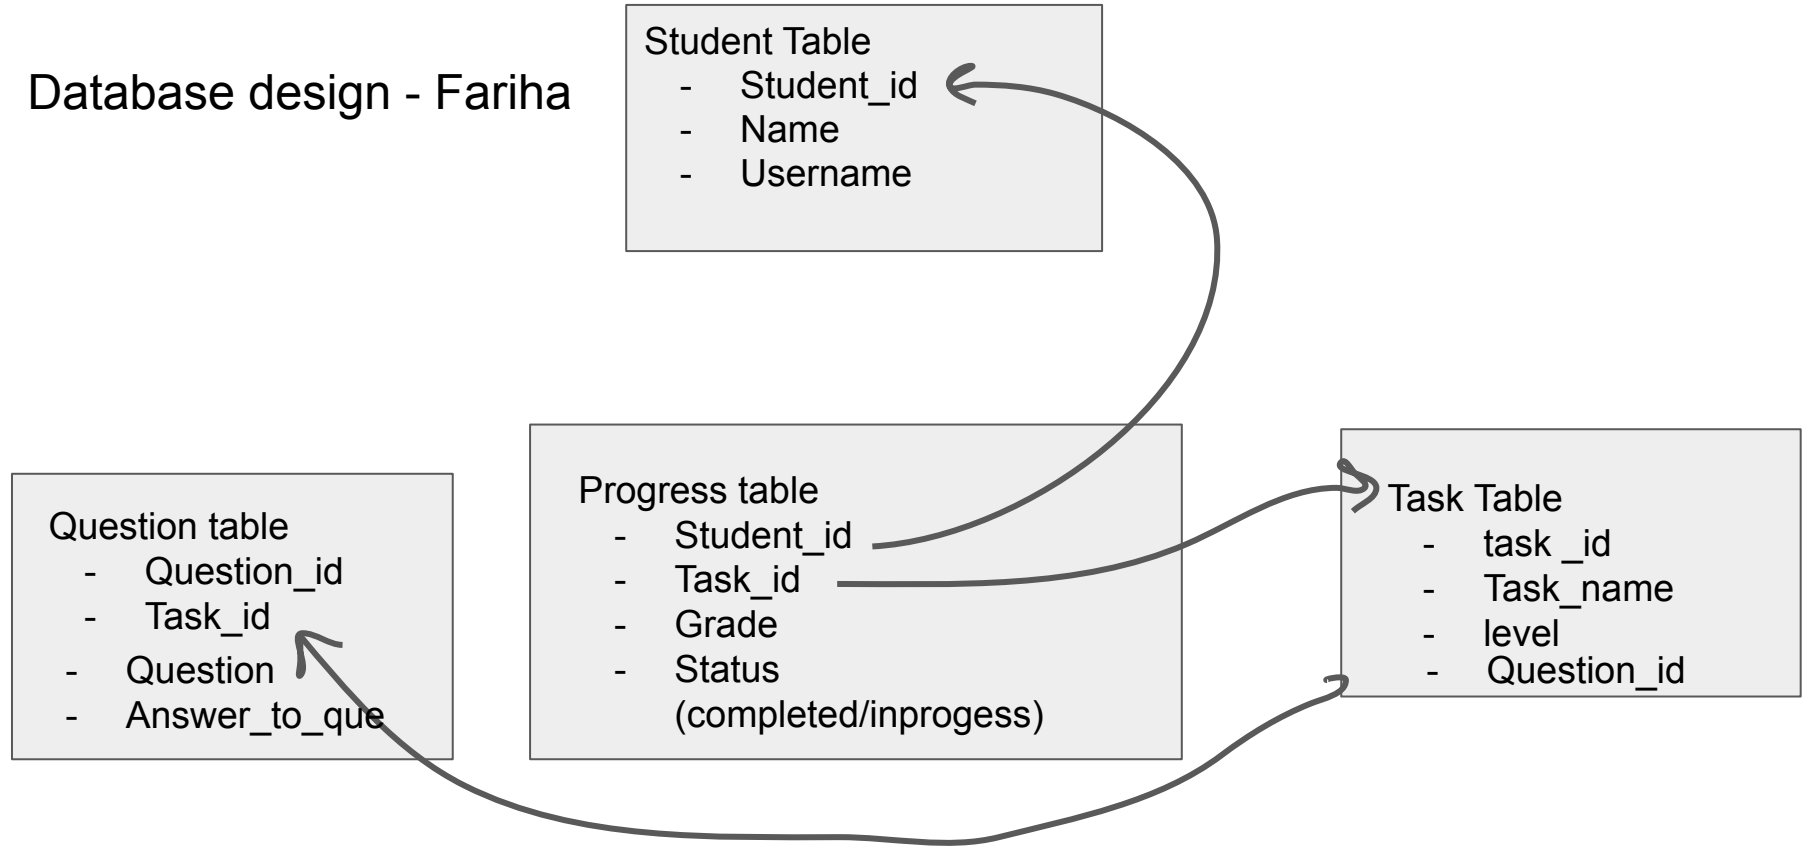 Database design - Fariha
Student Table
- Student_id
- Name
- Username
Question table
- Question_id
- Task_id
- Question
- Answer_to_que
Progress table
- Student_id
- Task_id
- Grade
- Status
(completed/inprogess)
Task Table
- task _id
- Task_name
- level
- Question_id